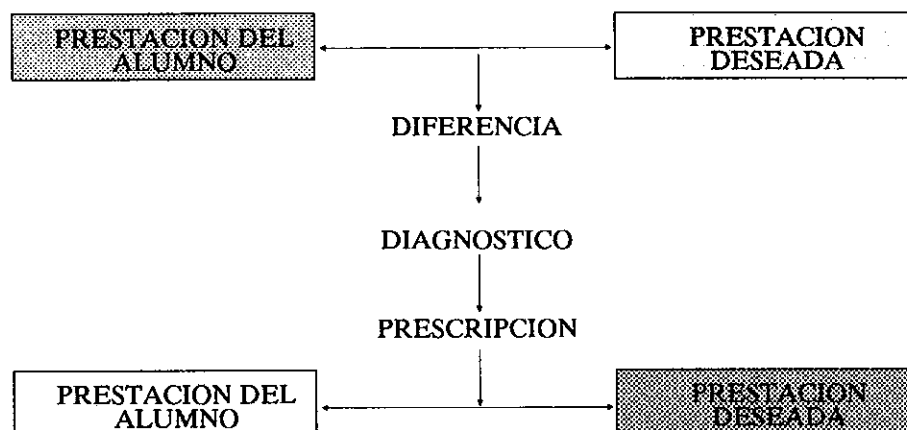 PRESTACION DEL
ALUMNO
PRESTACION
DESEADA
DIFERENCIA
DIAGNOSTICO
PRESCRIPCION
PRESTACION DEL
ALUMNO
PRESTACION
DESEADA